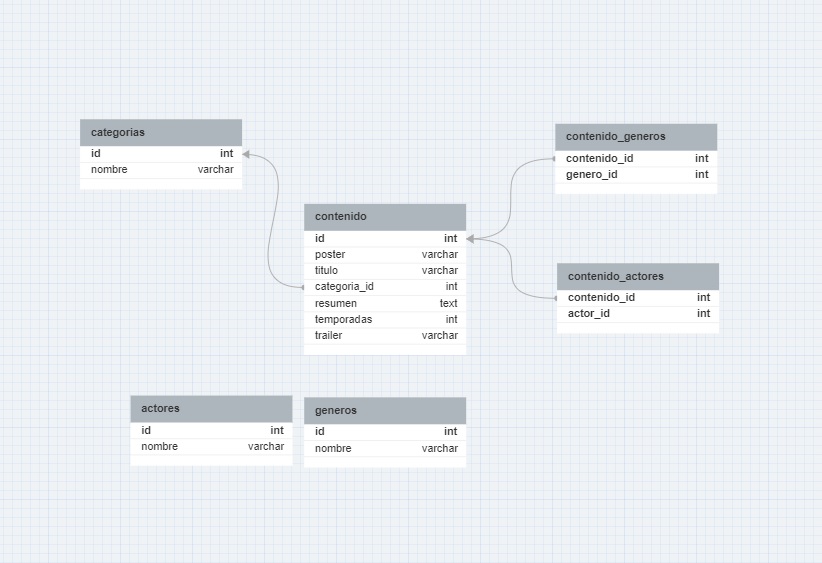 categorias
id int
nombre varchar
contenido_generos
contenido_id int
genero_id int
contenido
id int
poster varchar
titulo varchar
categoria_id int
resumen text
temporadas int
trailer varchar
contenido_actores
contenido_id int
actor_id int
actores
id int
nombre varchar
generos
id int
nombre varchar